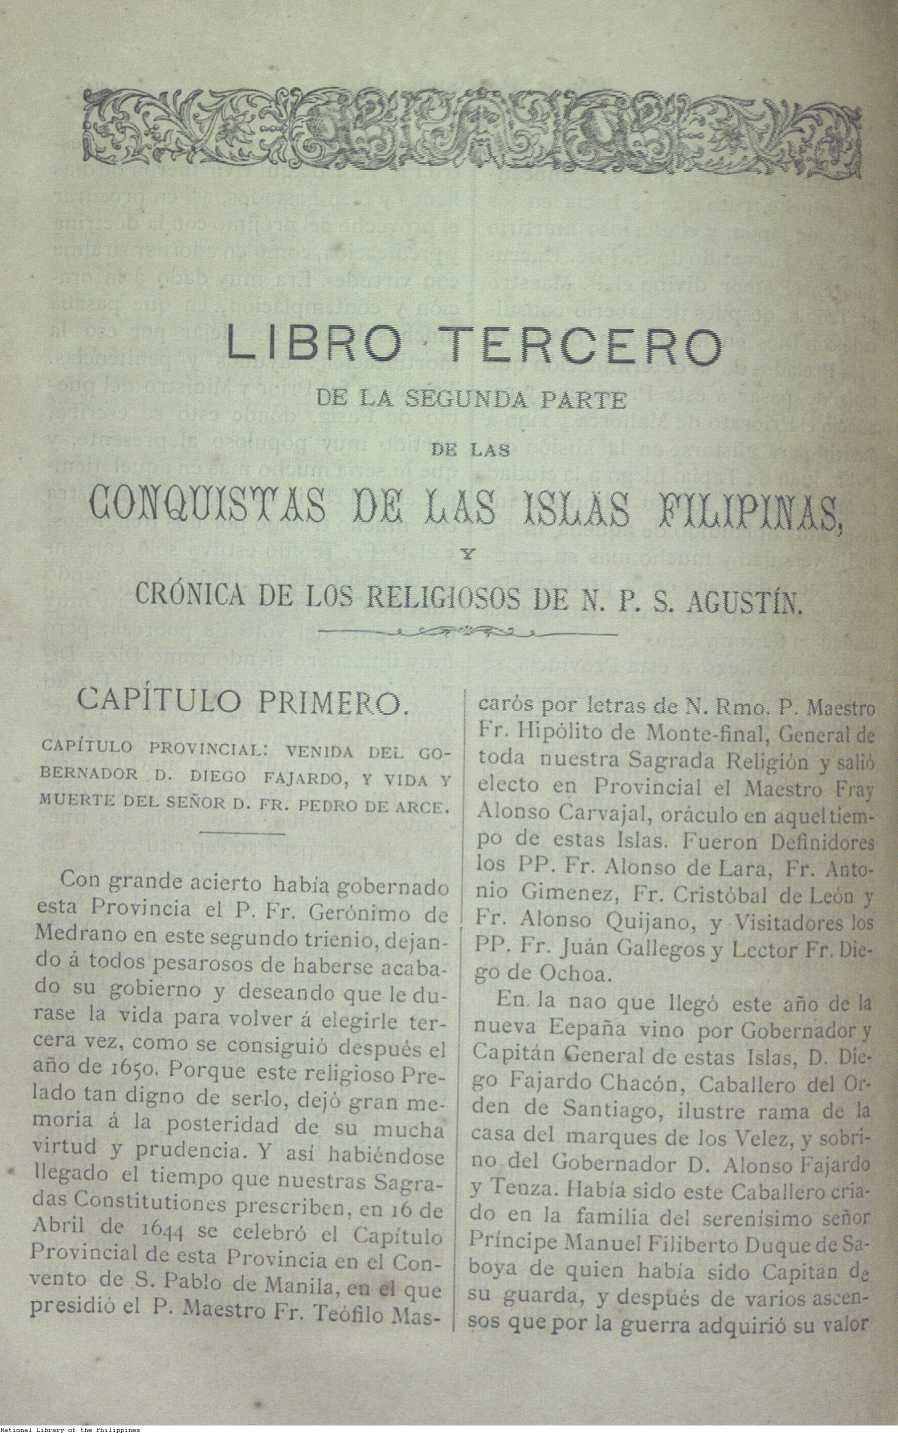 LIBRO TERCERO
DE LA SEGUNDA PARTE
DE LAS
CONQUISTAS DE LAS ISLAS FILIPINAS,
Y
CRÓNICA DE LOS RELIGIOSOS DE N. P. S. AGUSTÍN.
CAPÍTULO PRIMERO.
CAPÍTULO PROVINCIAL: VENIDA DEL GO-
BERNADOR D. DIEGO FAJARDO, Y VIDA Y
MUERTE DEL SEÑOR D. FR. PEDRO DE ARCE.
Con grande acierto había gobernado
esta Provincia el P. Fr. Gerónimo de
Medrano en este segundo trienio, dejan-
do á todos pesarosos de haberse acaba-
do su gobierno y deseando que le du-
rase la vida para volver á elegirle ter-
cera vez, como se consiguió después el
año de 1650. Porque este religioso Pre-
lado tan digno de serlo, dejó gran me-
moria á la posteridad de su mucha
virtud y prudencia. Y así habiéndose
llegado el tiempo que nuestras Sagra-
das Constitutiones prescriben, en 16 de
Abril de 1644 se celebró el Capítulo
Provincial de esta Provincia en el Con-
vento de S. Pablo de Manila, en el que
presidió el P. Maestro Fr. Teófilo Mas-
carós por letras de N. Rmo. P. Maestro
Fr. Hipólito de Monte-final, General de
toda nuestra Sagrada Religión y salió
electo en Provincial el Maestro Fray
Alonso Carvajal, oráculo en aquel tiem-
po de estas Islas. Fueron Definidores
los PP. Fr. Alonso de Lara, Fr. Anto-
nio Gimenez, Fr. Cristóbal de León y
Fr. Alonso Quijano, y Visitadores los
PP. Fr. Juán Gallegos y Lector Fr. Die-
go de Ochoa.
En la nao que llegó este año de la
nueva Eepaña vino por Gobernador y
Capitán General de estas Islas, D. Die-
go Fajardo Chacón, Caballero del Or-
den de Santiago, ilustre rama de la
casa del marques de los Velez, y sobri-
no del Gobernador D. Alonso Fajardo
y Tenza. Había sido este Caballero cria-
do en la familia del serenísimo señor
Príncipe Manuel Filiberto Duque de Sa-
boya de quien había sido Capitan de
su guarda, y después de varios ascen-
sos que por la guerra adquirió su valor
National Library of the Philippines